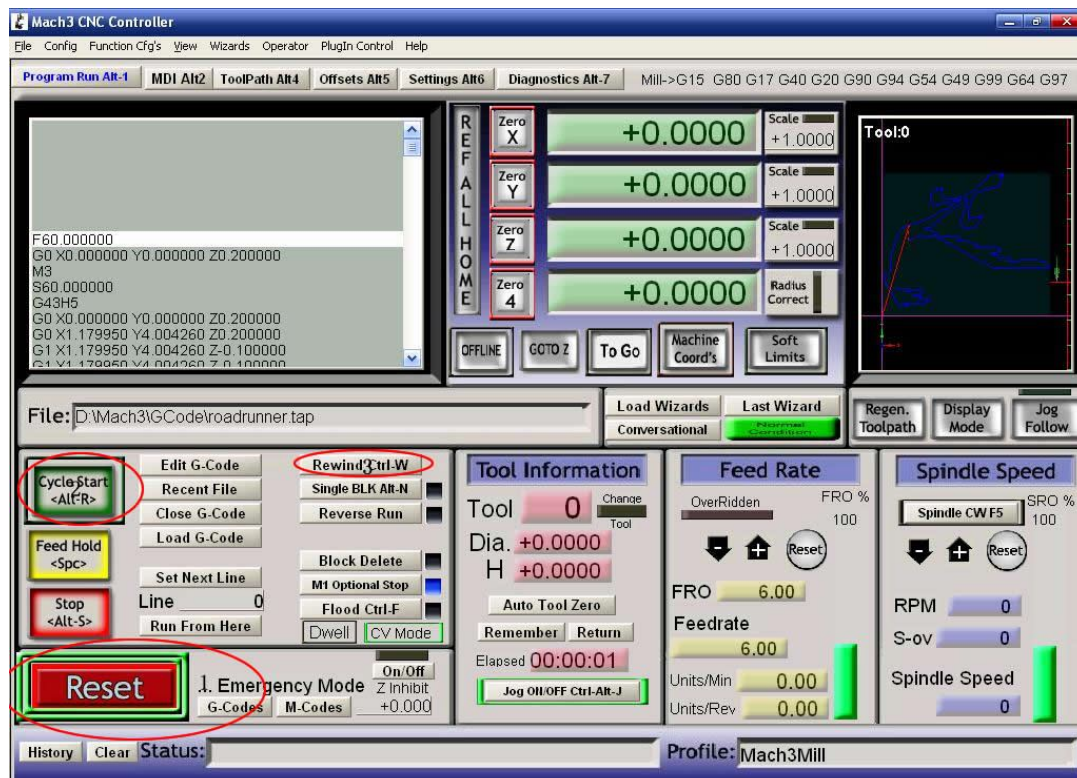 Mach3 CNC Controller
File Config Function Cfg's View Wizards Operator PlugIn Control Help
Program Run Alt-1 MDI Alt2 ToolPath Alt4 Offsets Alt5 Settings Alt6 Diagnostics Alt-7 Mill->G15 G80 G17 G40 G20 G90 G94 G54 G49 G99 G64 G97
F60.000000
G0 X0.000000 Y0.000000 Z0.200000
M3
S60.000000
G43H5
G0 X0.000000 Y0.000000 Z0.200000
G0 X1.179950 Y4.004260 Z0.200000
G1 X1.179950 Y4.004260 Z-0.100000
G1 X1.179950 Y4.004260 Z-0.100000
REF ALL HOME
Zero X +0.0000 Scale +1.0000
Zero Y +0.0000 Scale +1.0000
Zero Z +0.0000 Scale +1.0000
Zero 4 +0.0000 Radius Correct
OFFLINE GOTO Z To Go Machine Coord's Soft Limits
Tool:0
File: D:\Mach3\GCode\roadrunner.tap
Load Wizards Last Wizard
Conversational Normal Condition
Regen. Toolpath Display Mode Jog Follow
Cycle Start <Alt-R>
Feed Hold <Spc>
Stop <Alt-S>
Edit G-Code
Recent File
Close G-Code
Load G-Code
Set Next Line
Line 0
Run From Here
Rewind Ctrl-W
3
Single BLK Alt-N
Reverse Run
Block Delete
M1 Optional Stop
Flood Ctrl-F
Dwell CV Mode
Reset
1. Emergency Mode
G-Codes M-Codes
On/Off
Z Inhibit
+0.000
Tool Information
Tool 0 Change Tool
Dia. +0.0000
H +0.0000
Auto Tool Zero
Remember Return
Elapsed 00:00:01
Jog ON/OFF Ctrl-Alt-J
Feed Rate
OverRidden FRO %
100
Reset
FRO 6.00
Feedrate
6.00
Units/Min 0.00
Units/Rev 0.00
Spindle Speed
Spindle CW F5 SRO %
100
Reset
RPM 0
S-ov 0
Spindle Speed
0
History Clear Status: Profile: Mach3Mill